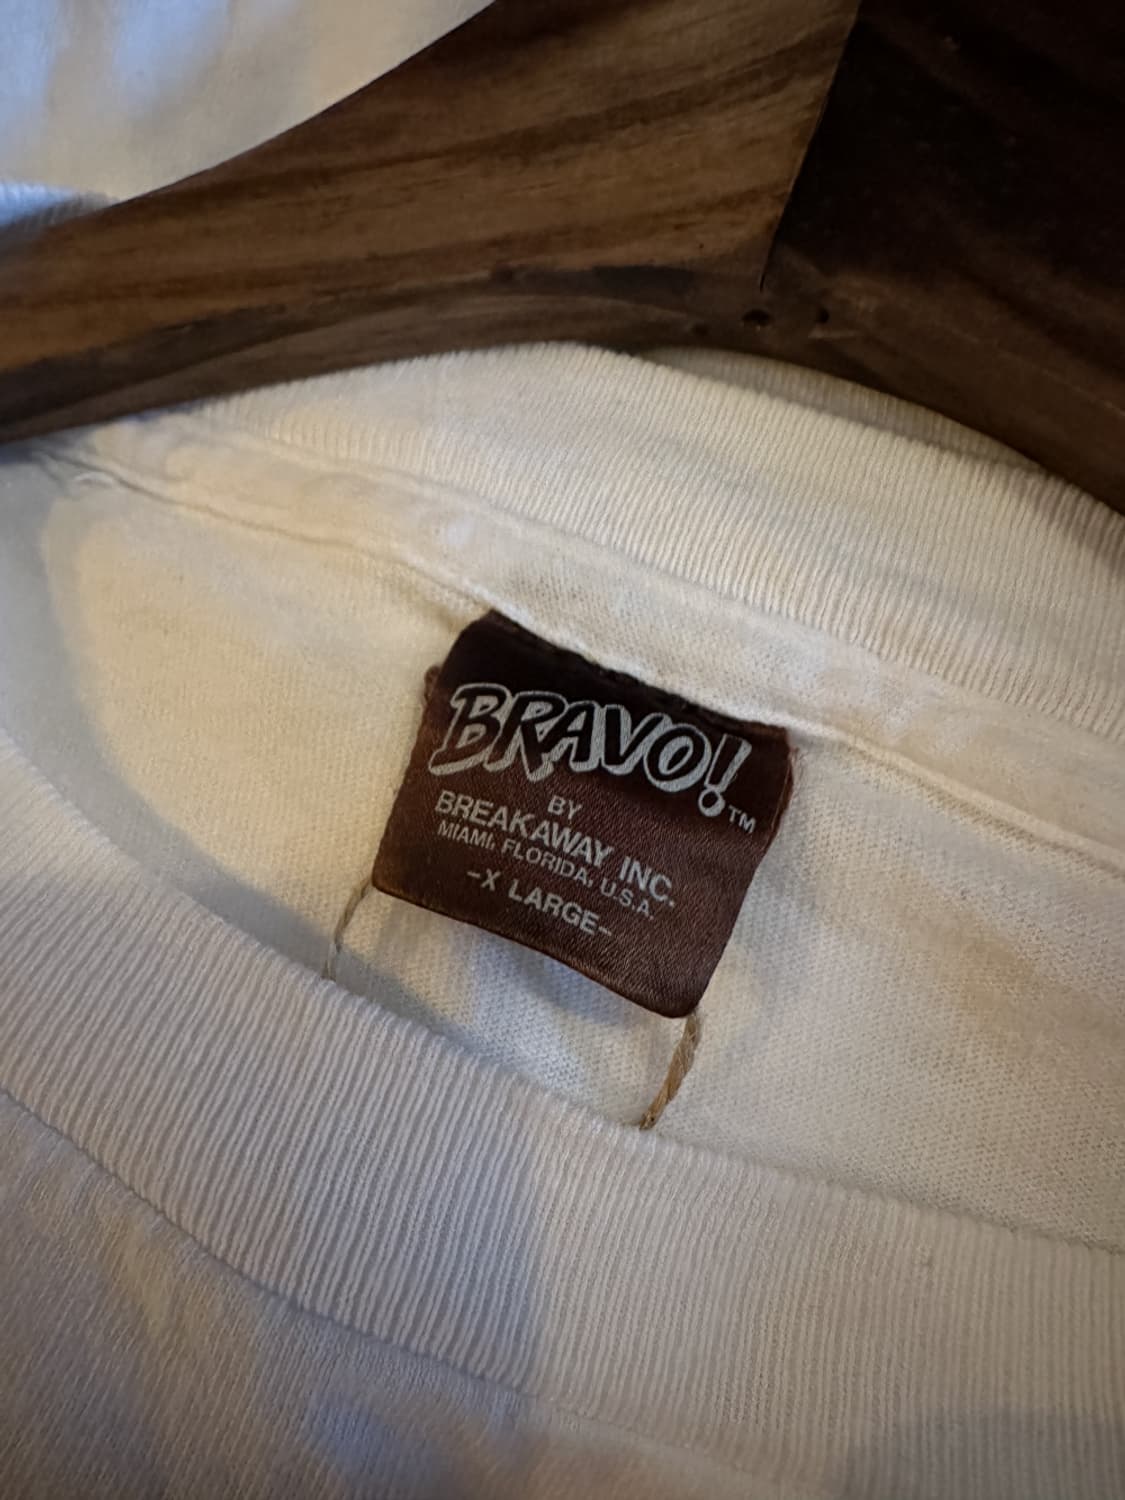 BRAVO!™
BY
BREAKAWAY INC.
MIAMI, FLORIDA, U.S.A.
-X LARGE-